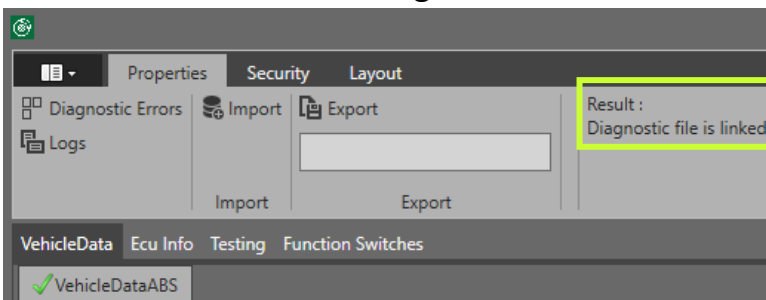 Properties Security Layout
Diagnostic Errors Import Export Result :
Diagnostic file is linked
Logs
Import Export
VehicleData Ecu Info Testing Function Switches
VehicleDataABS